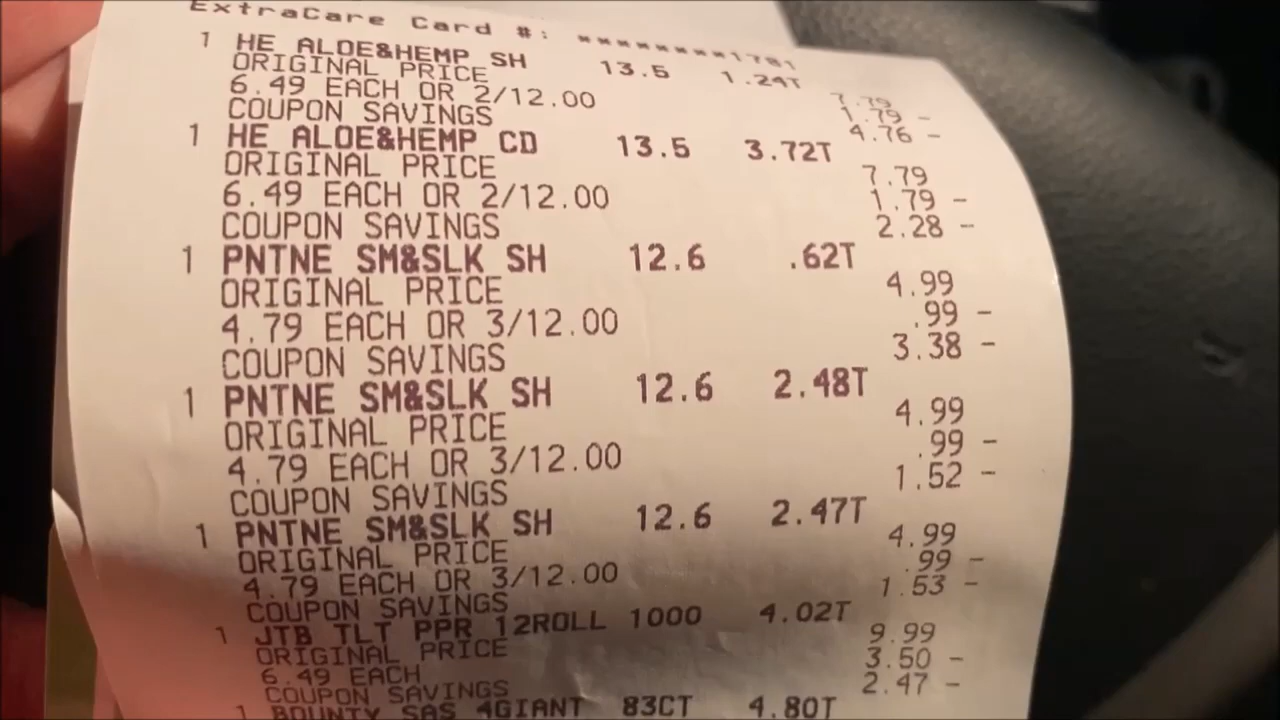 ExtraCare Card #: ********1781
1 HE ALOE&HEMP SH 13.5 1.24T
ORIGINAL PRICE 7.79
6.49 EACH OR 2/12.00 1.79 -
COUPON SAVINGS 4.76 -
1 HE ALOE&HEMP CD 13.5 3.72T
ORIGINAL PRICE 7.79
6.49 EACH OR 2/12.00 1.79 -
COUPON SAVINGS 2.28 -
1 PNTNE SM&SLK SH 12.6 .62T
ORIGINAL PRICE 4.99
4.79 EACH OR 3/12.00 .99 -
COUPON SAVINGS 3.38 -
1 PNTNE SM&SLK SH 12.6 2.48T
ORIGINAL PRICE 4.99
4.79 EACH OR 3/12.00 .99 -
COUPON SAVINGS 1.52 -
1 PNTNE SM&SLK SH 12.6 2.47T
ORIGINAL PRICE 4.99
4.79 EACH OR 3/12.00 .99 -
COUPON SAVINGS 1.53 -
1 JTB TLT PPR 12ROLL 1000 4.02T
ORIGINAL PRICE 9.99
6.49 EACH 3.50 -
COUPON SAVINGS 2.47 -
1 BOUNTY SAS 4GIANT 83CT 4.80T